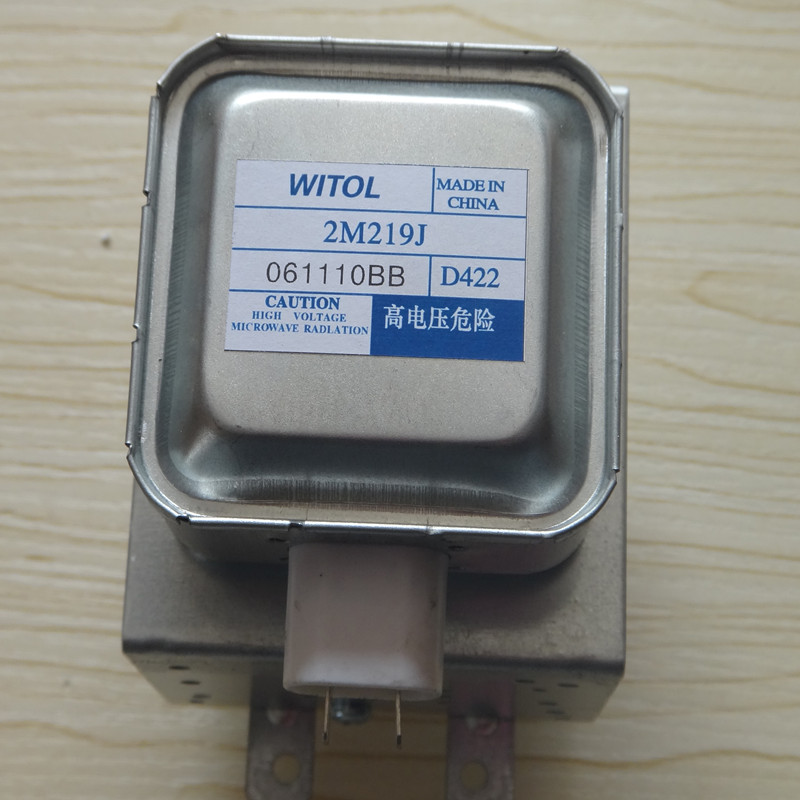 WITOL
MADE IN
CHINA
2M219J
061110BB
D422
CAUTION
HIGH VOLTAGE
MICROWAVE RADLATION
高电压危险